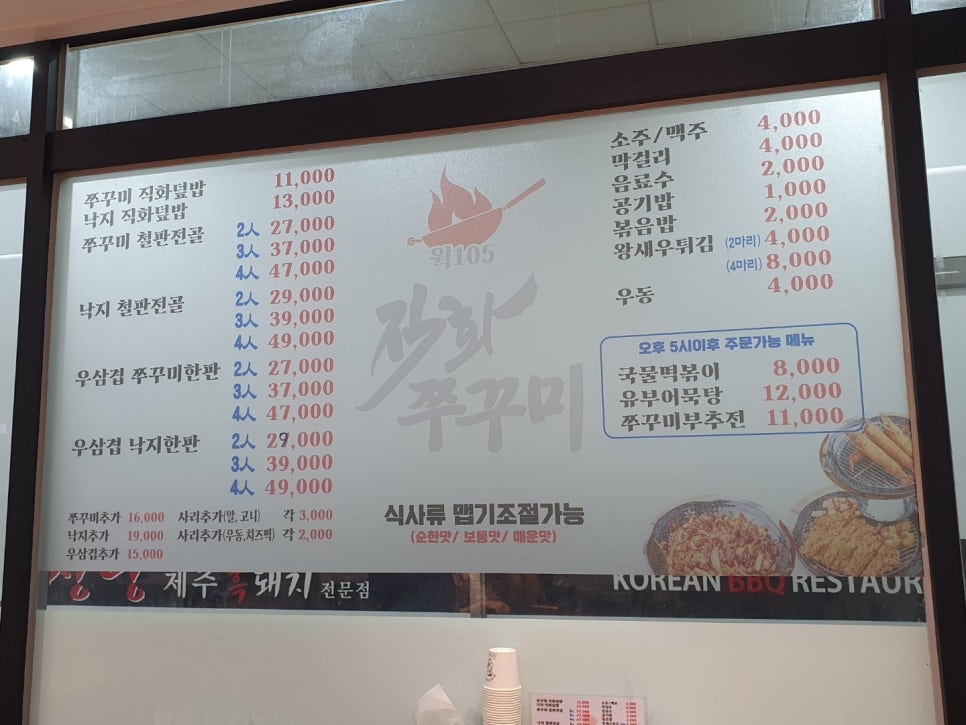 쭈꾸미 직화덮밥 11,000
낙지 직화덮밥 13,000
쭈꾸미 철판전골 2人 27,000
3人 37,000
4人 47,000
낙지 철판전골 2人 29,000
3人 39,000
4人 49,000
우삼겹 쭈꾸미한판 2人 27,000
3人 37,000
4人 47,000
우삼겹 낙지한판 2人 29,000
3人 39,000
4人 49,000
쭈꾸미추가 16,000 사리추가(알, 고니) 각 3,000
낙지추가 19,000 사리추가(우동,치즈떡) 각 2,000
우삼겹추가 15,000
웍105
직화
쭈꾸미
식사류 맵기조절가능
(순한맛/ 보통맛/ 매운맛)
소주/맥주 4,000
막걸리 4,000
음료수 2,000
공기밥 1,000
볶음밥 2,000
왕새우튀김 (2마리) 4,000
(4마리) 8,000
우동 4,000
오후 5시이후 주문가능 메뉴
국물떡볶이 8,000
유부어묵탕 12,000
쭈꾸미부추전 11,000
제주흑돼지 전문점
KOREAN BBQ RESTAUR